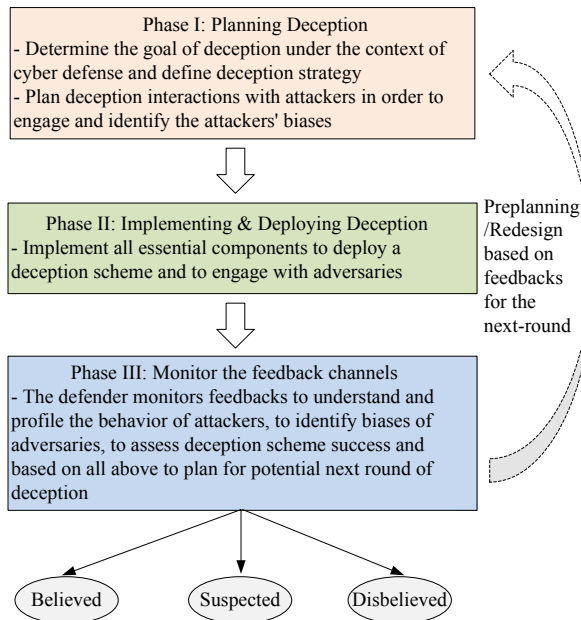 Phase I: Planning Deception
- Determine the goal of deception under the context of
cyber defense and define deception strategy
- Plan deception interactions with attackers in order to
engage and identify the attackers' biases
Phase II: Implementing & Deploying Deception
- Implement all essential components to deploy a
deception scheme and to engage with adversaries
Preplanning
/Redesign
based on
feedbacks
for the
next-round
Phase III: Monitor the feedback channels
- The defender monitors feedbacks to understand and
profile the behavior of attackers, to identify biases of
adversaries, to assess deception scheme success and
based on all above to plan for potential next round of
deception
Believed
Suspected
Disbelieved